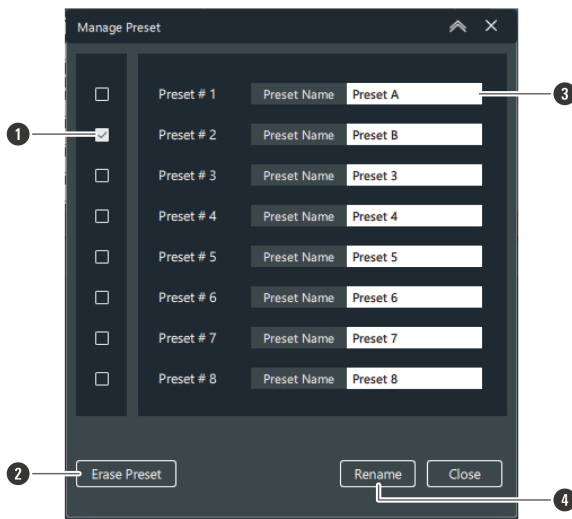 Manage Preset
Preset # 1 Preset Name Preset A 3
1 Preset # 2 Preset Name Preset B
Preset # 3 Preset Name Preset 3
Preset # 4 Preset Name Preset 4
Preset # 5 Preset Name Preset 5
Preset # 6 Preset Name Preset 6
Preset # 7 Preset Name Preset 7
Preset # 8 Preset Name Preset 8
2 Erase Preset Rename Close
4